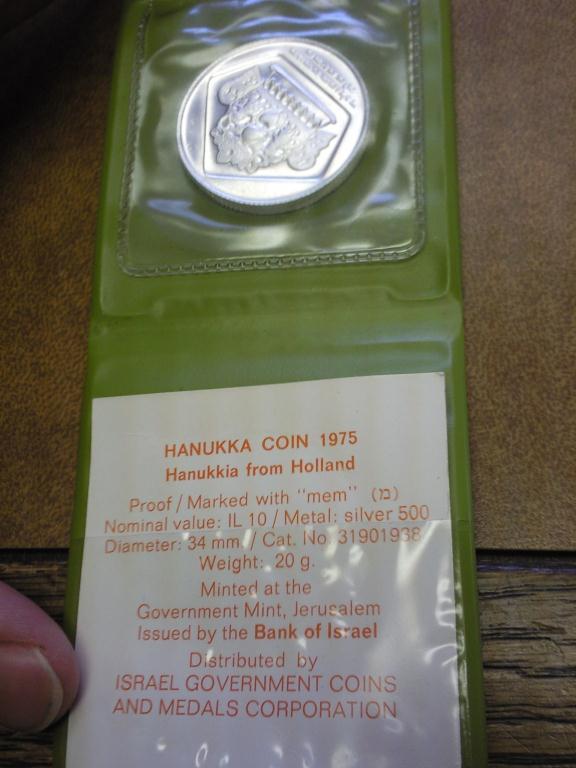 HANUKKA COIN 1975
Hanukkia from Holland
Proof / Marked with "mem" (מ)
Nominal value: IL 10 / Metal: silver 500
Diameter: 34 mm / Cat. No. 31901938
Weight: 20 g.
Minted at the
Government Mint, Jerusalem
Issued by the Bank of Israel
Distributed by
ISRAEL GOVERNMENT COINS
AND MEDALS CORPORATION